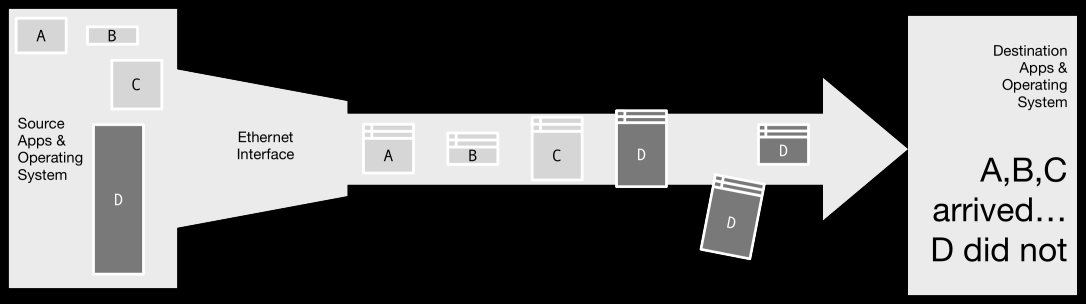 A
B
C
Source
Apps &
Operating
System
D
Ethernet
Interface
A
B
C
D
D
D
Destination
Apps &
Operating
System
A,B,C
arrived...
D did not